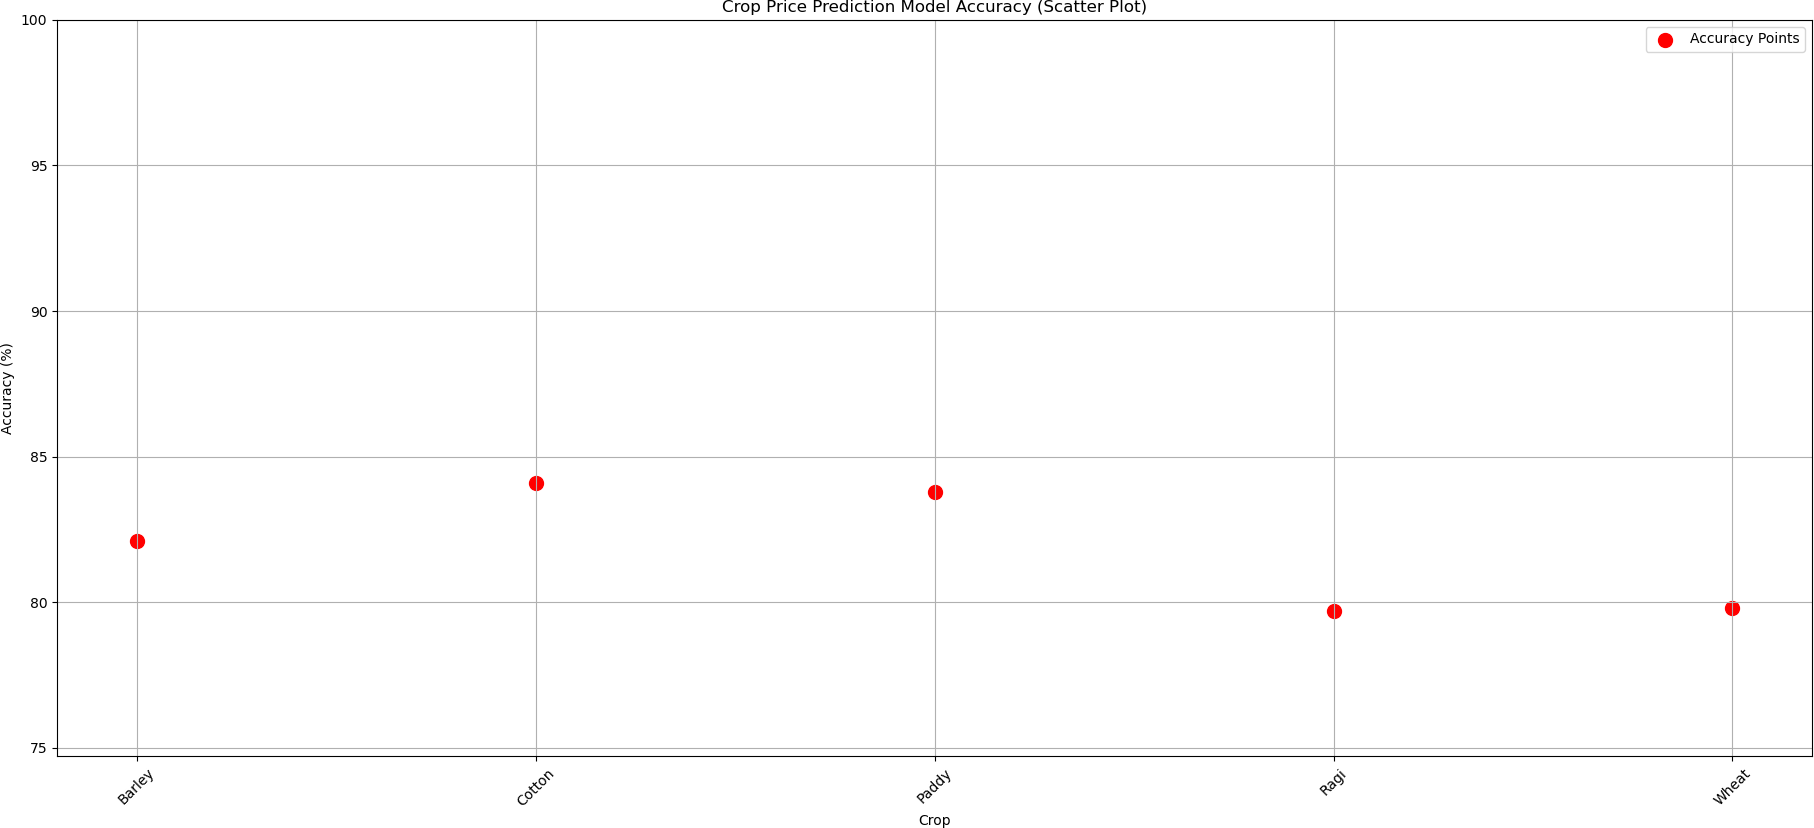 Crop Price Prediction Model Accuracy (Scatter Plot)
Accuracy Points
Accuracy (%)
100
95
90
85
80
75
Barley
Cotton
Paddy
Ragi
Wheat
Crop